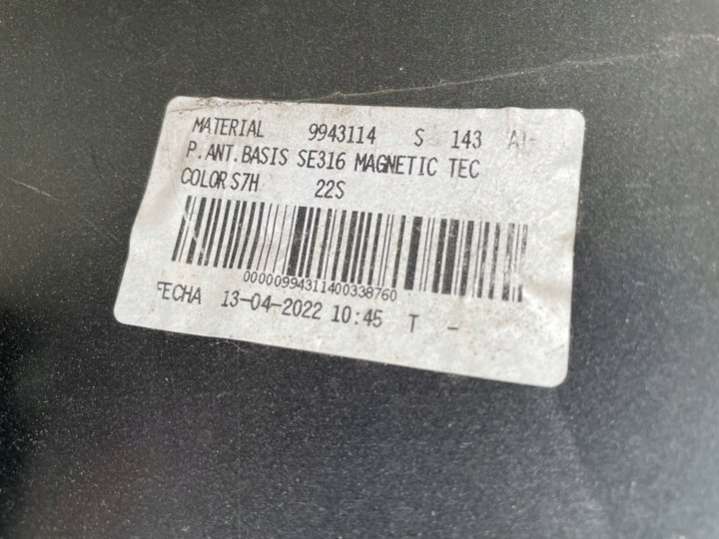 MATERIAL 9943114 S 143
P.ANT.BASIS SE316 MAGNETIC TEC
COLOR S7H 22S
00000994311400338760
FECHA 13-04-2022 10:45 T -